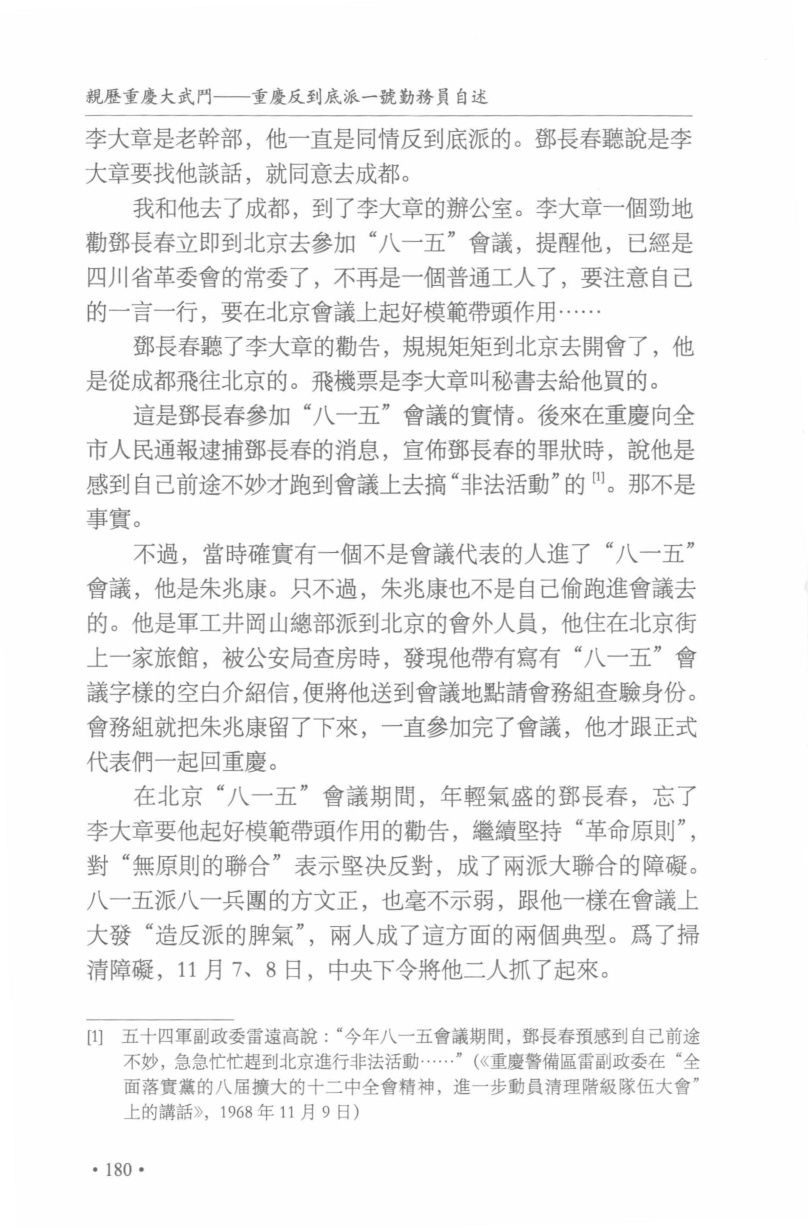 親歷重慶大武鬥——重慶反到底派一號勤務員自述
李大章是老幹部，他一直是同情反到底派的。鄧長春聽說是李
大章要找他談話，就同意去成都。
我和他去了成都，到了李大章的辦公室。李大章一個勁地
勸鄧長春立即到北京去參加“八一五”會議，提醒他，已經是
四川省革委會的常委了，不再是一個普通工人了，要注意自己
的一言一行，要在北京會議上起好模範帶頭作用……
鄧長春聽了李大章的勸告，規規矩矩到北京去開會了，他
是從成都飛往北京的。飛機票是李大章叫秘書去給他買的。
這是鄧長春參加“八一五”會議的實情。後來在重慶向全
市人民通報逮捕鄧長春的消息，宣佈鄧長春的罪狀時，說他是
感到自己前途不妙才跑到會議上去搞“非法活動”的[1]。那不是
事實。
不過，當時確實有一個不是會議代表的人進了“八一五”
會議，他是朱兆康。只不過，朱兆康也不是自己偷跑進會議去
的。他是軍工井岡山總部派到北京的會外人員，他住在北京街
上一家旅館，被公安局查房時，發現他帶有寫有“八一五”會
議字樣的空白介紹信，便將他送到會議地點請會務組查驗身份。
會務組就把朱兆康留了下來，一直參加完了會議，他才跟正式
代表們一起回重慶。
在北京“八一五”會議期間，年輕氣盛的鄧長春，忘了
李大章要他起好模範帶頭作用的勸告，繼續堅持“革命原則”，
對“無原則的聯合”表示堅決反對，成了兩派大聯合的障礙。
八一五派八一兵團的方文正，也毫不示弱，跟他一樣在會議上
大發“造反派的脾氣”，兩人成了這方面的兩個典型。爲了掃
清障礙，11月7、8日，中央下令將他二人抓了起來。
[1] 五十四軍副政委雷遠高說：“今年八一五會議期間，鄧長春預感到自己前途
不妙，急急忙忙趕到北京進行非法活動……”（《重慶警備區雷副政委在“全
面落實黨的八届擴大的十二中全會精神，進一步動員清理階級隊伍大會”
上的講話》，1968年11月9日）
·180·